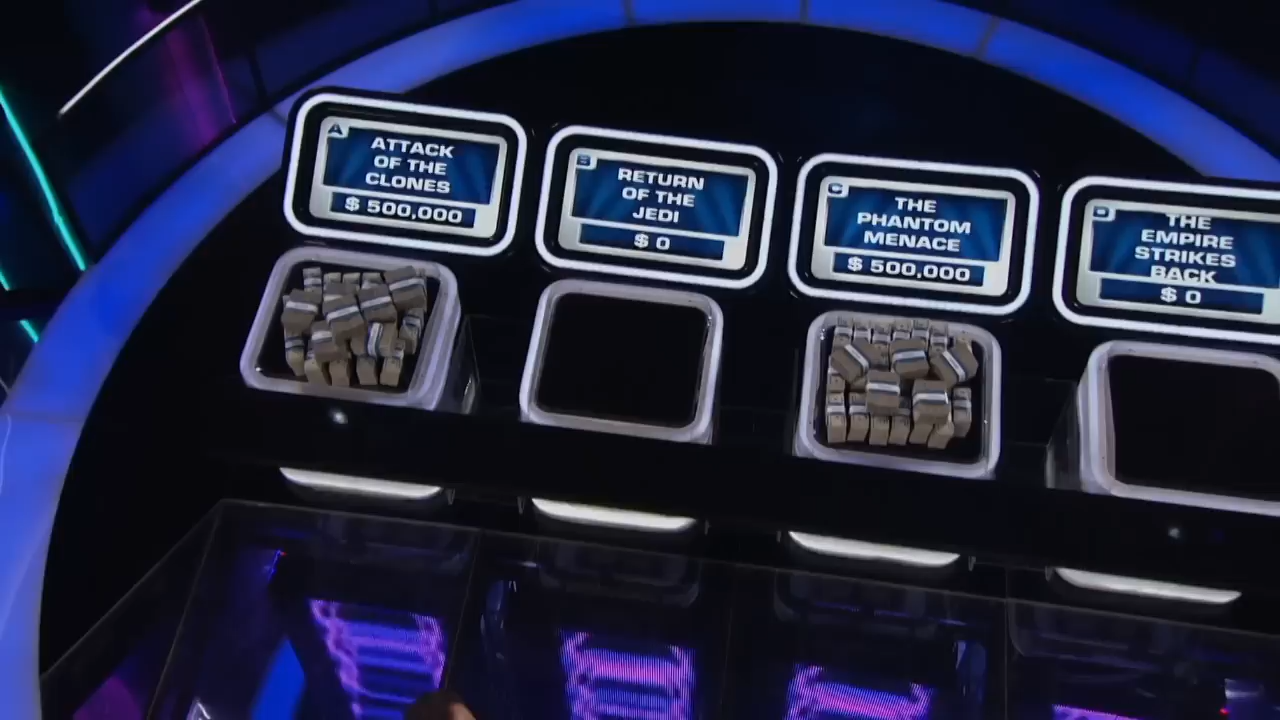 A
ATTACK
OF THE
CLONES
$ 500,000
B
RETURN
OF THE
JEDI
$ 0
C
THE
PHANTOM
MENACE
$ 500,000
D
THE
EMPIRE
STRIKES
BACK
$ 0